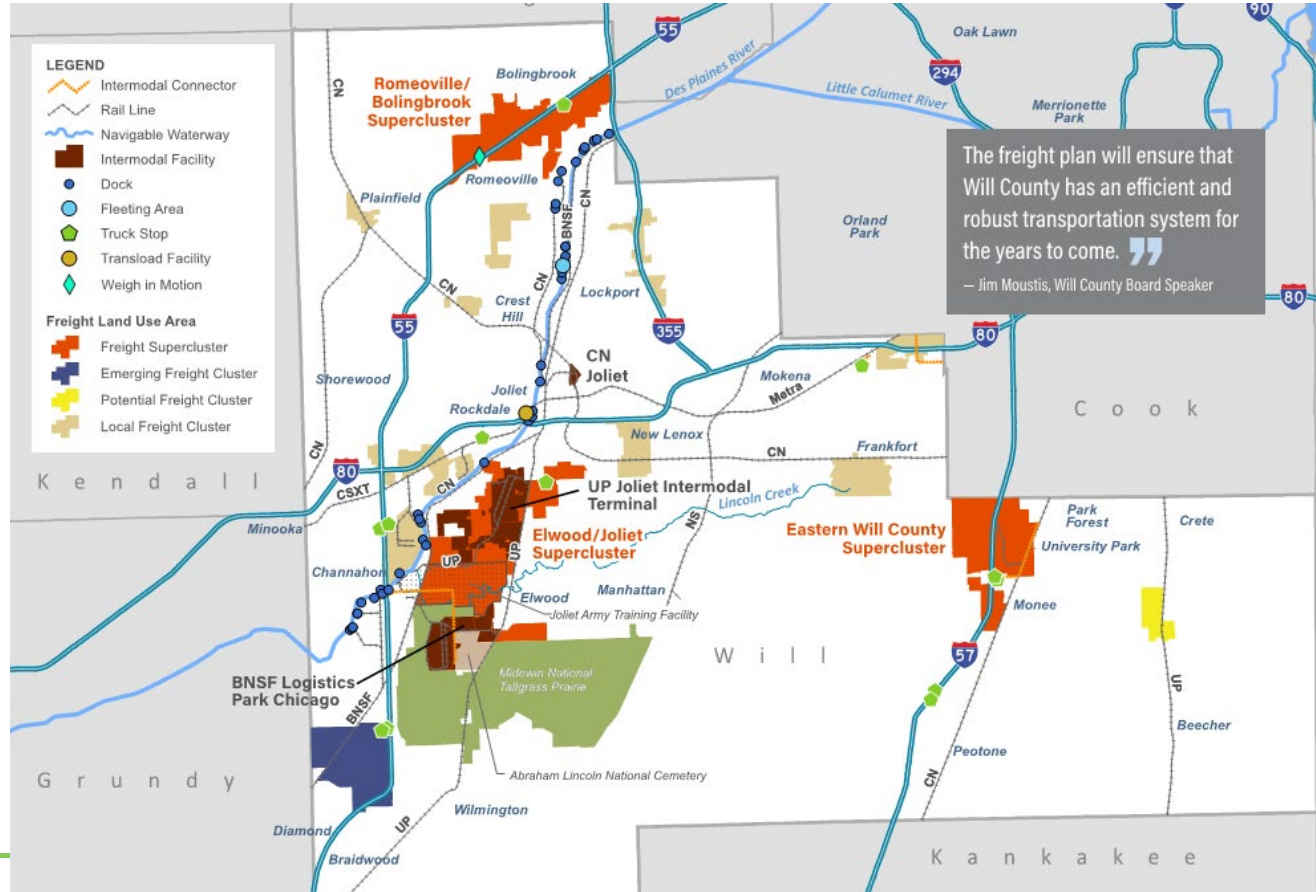 LEGEND
Intermodal Connector
Rail Line
Navigable Waterway
Intermodal Facility
Dock
Fleeting Area
Truck Stop
Transload Facility
Weigh in Motion
Freight Land Use Area
Freight Supercluster
Emerging Freight Cluster
Potential Freight Cluster
Local Freight Cluster
The freight plan will ensure that
Will County has an efficient and
robust transportation system for
the years to come. ”
— Jim Moustis, Will County Board Speaker
55
90
Oak Lawn
294
Des Plaines River
Little Calumet River
Merrionette
Park
Bolingbrook
Romeoville/
Bolingbrook
Supercluster
CN
Romeoville
Plainfield
BNSF
CN
CN
Orland
Park
CN
Crest
Hill
Lockport
55
355
80
80
CN
Joliet
Shorewood
Joliet
Rockdale
Mokena
Metra
Cook
New Lenox
Frankfort
CN
CN
80
CSXT
CN
Kendall
Minooka
UP Joliet Intermodal
Terminal
Lincoln Creek
NS
Elwood/Joliet
Supercluster
Eastern Will County
Supercluster
Park
Forest
University Park
Crete
UP
UP
Channahon
Elwood
Manhattan
Joliet Army Training Facility
Monee
Will
57
BNSF Logistics
Park Chicago
Midewin National
Tallgrass Prairie
BNSF
UP
Beecher
Peotone
CN
Abraham Lincoln National Cemetery
Grundy
Wilmington
UP
Diamond
Braidwood
Kankakee